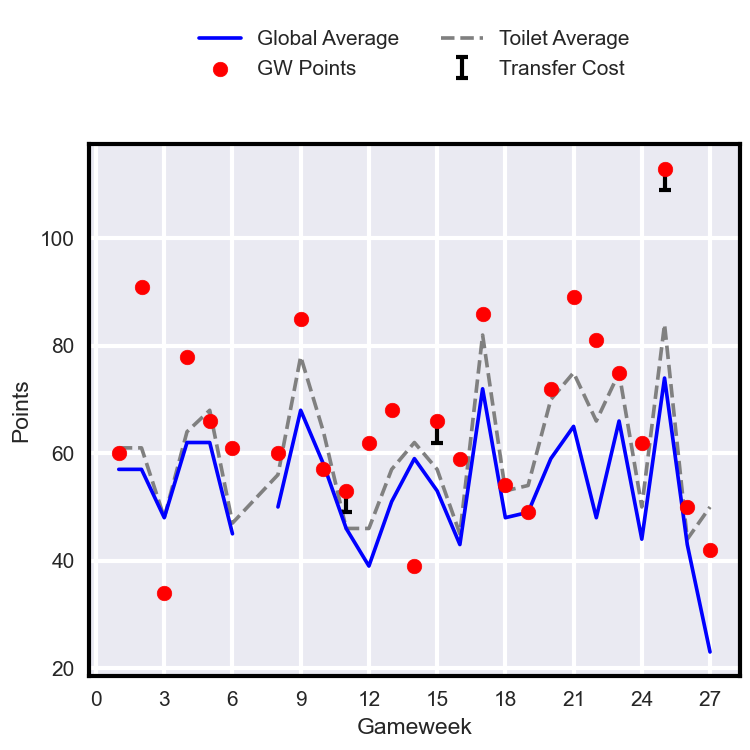 Global Average
Toilet Average
GW Points
Transfer Cost
100
80
60
40
20
Points
0 3 6 9 12 15 18 21 24 27
Gameweek